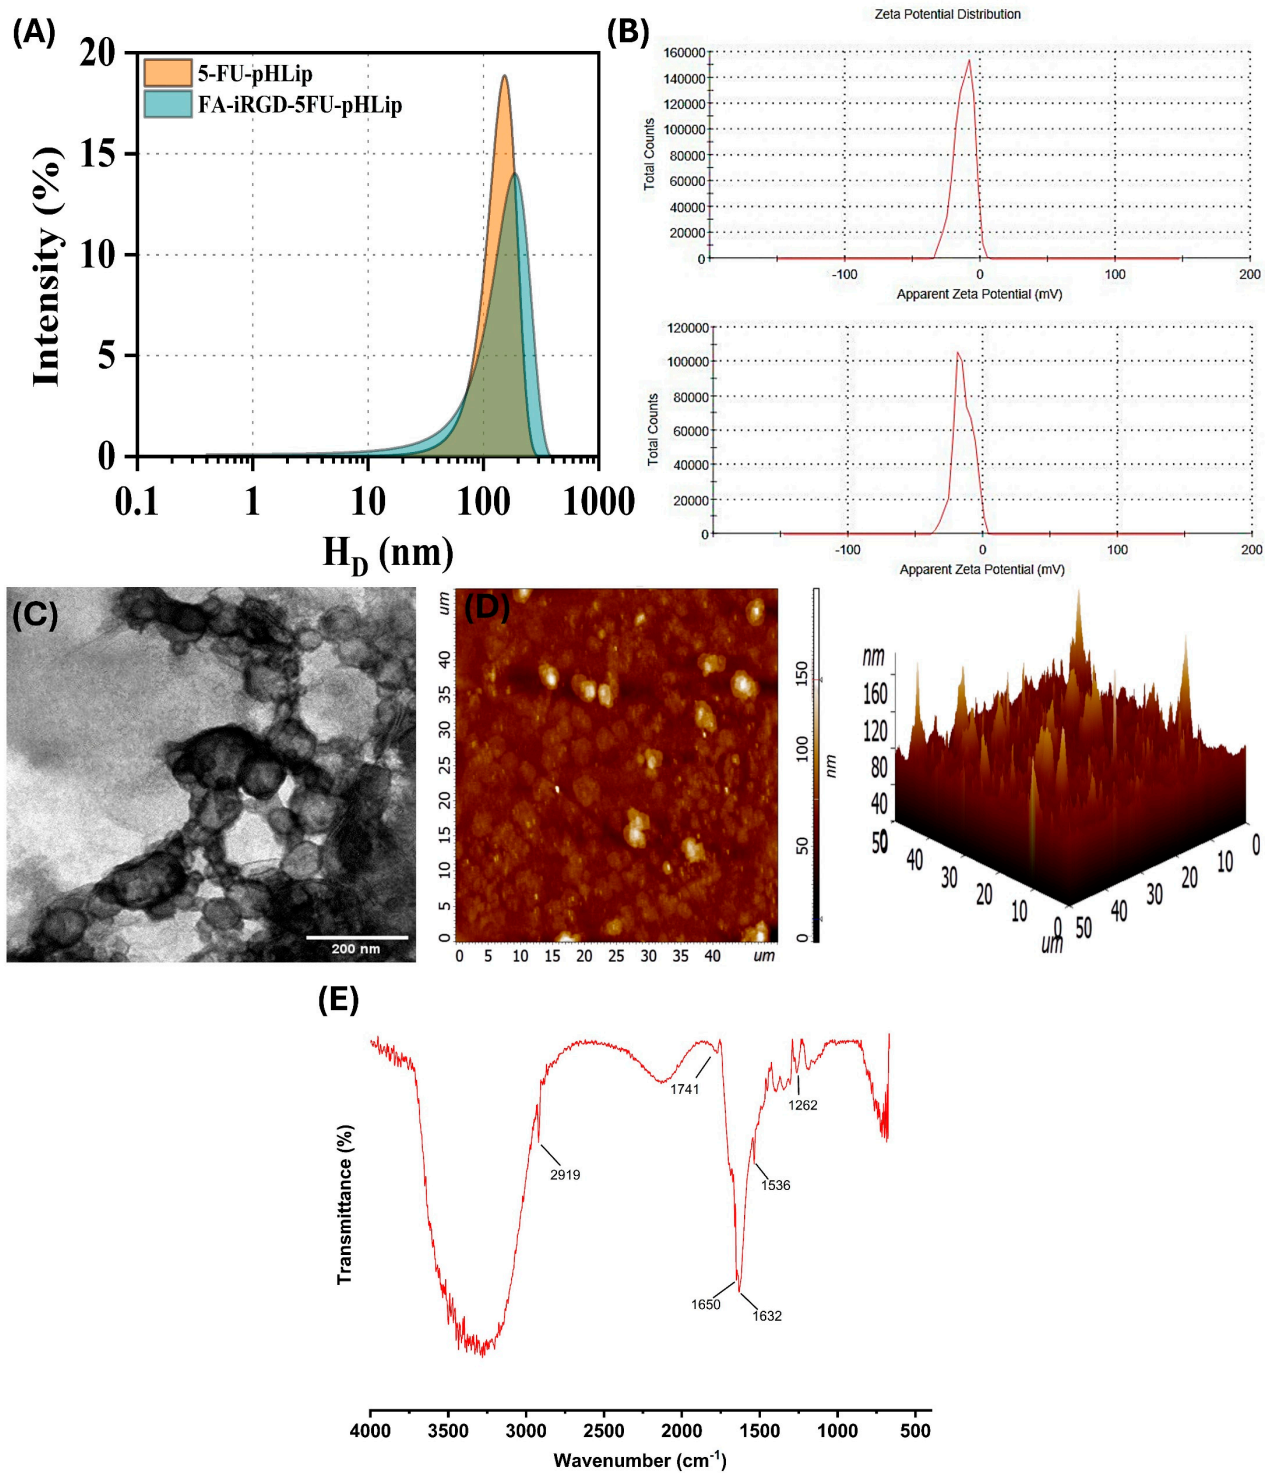 (A)
20
15
10
5
0
Intensity (%)
5-FU-pHLip
FA-iRGD-5FU-pHLip
0.1 1 10 100 1000
H_D (nm)
(B)
Zeta Potential Distribution
160000
140000
120000
100000
80000
60000
40000
20000
0
Total Counts
-100 0 100 200
Apparent Zeta Potential (mV)
120000
100000
80000
60000
40000
20000
0
Total Counts
-100 0 100 200
Apparent Zeta Potential (mV)
(C)
200 nm
(D)
um
40
35
30
25
20
15
10
5
0
0 5 10 15 20 25 30 35 40 um
150
100
50
0
nm
nm
160
120
80
40
0
50 40 30 20 10 0
um
50 40 30 20 10 0
(E)
Transmittance (%)
2919
1741
1650
1632
1536
1262
4000 3500 3000 2500 2000 1500 1000 500
Wavenumber (cm⁻¹)